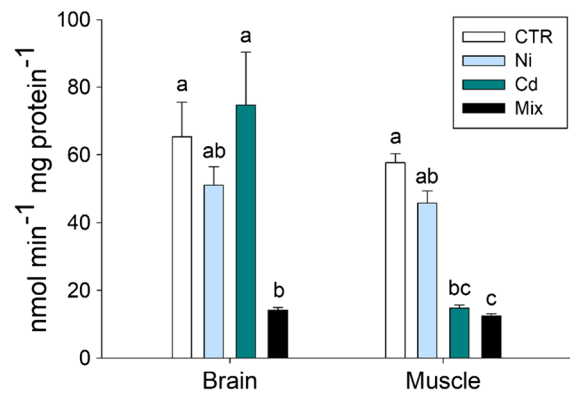 nmol min-1 mg protein-1
100
80
60
40
20
0
a
ab
a
b
a
ab
bc
c
Brain
Muscle
CTR
Ni
Cd
Mix